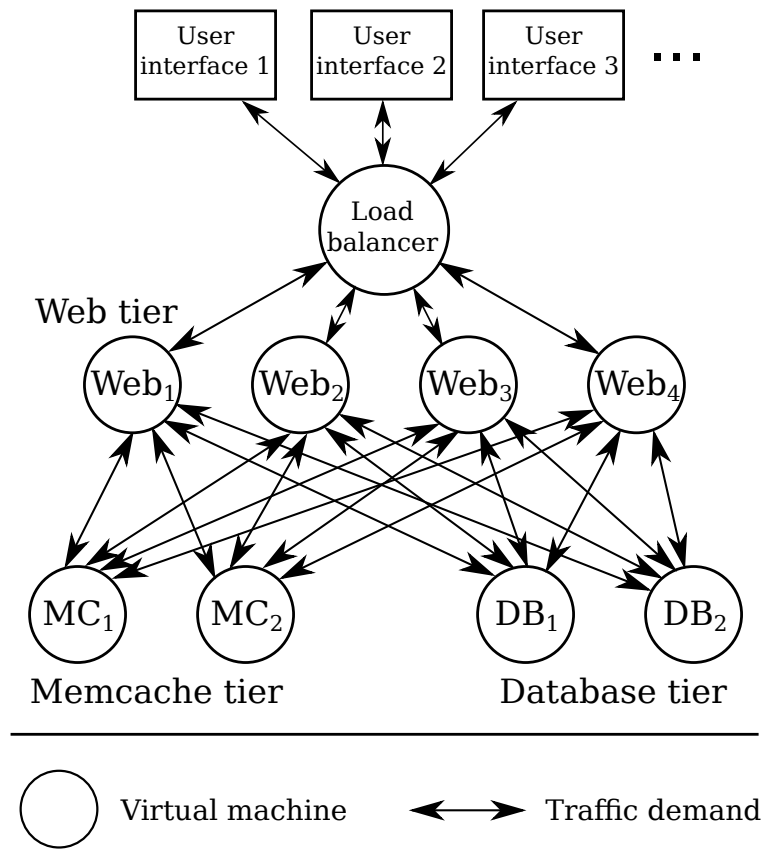 User
interface 1
User
interface 2
User
interface 3
...
Load
balancer
Web tier
Web₁
Web₂
Web₃
Web₄
MC₁
MC₂
DB₁
DB₂
Memcache tier
Database tier
Virtual machine
Traffic demand